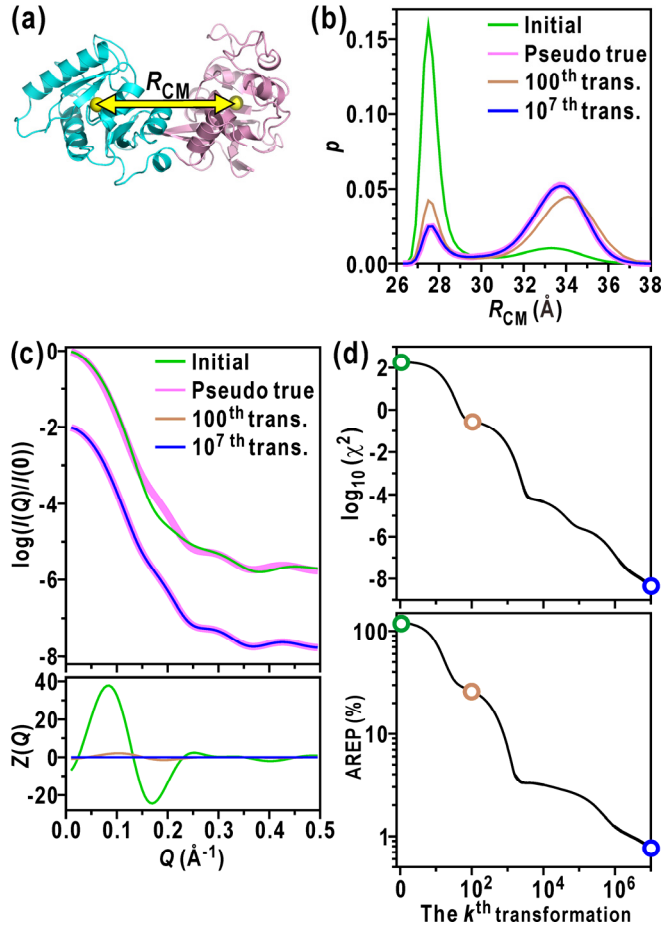 (a)
R_CM
(b)
Initial
Pseudo true
100th trans.
10^7 th trans.
p
0.15
0.10
0.05
0.00
26 28 30 32 34 36 38
R_CM (Å)
(c)
Initial
Pseudo true
100th trans.
10^7 th trans.
log(I(Q)/I(0))
0
-2
-4
-6
-8
Z(Q)
40
20
0
-20
0.0 0.1 0.2 0.3 0.4 0.5
Q (Å^-1)
(d)
log10 (χ^2)
2
0
-2
-4
-6
-8
AREP (%)
100
10
1
0 10^2 10^4 10^6
The k^th transformation